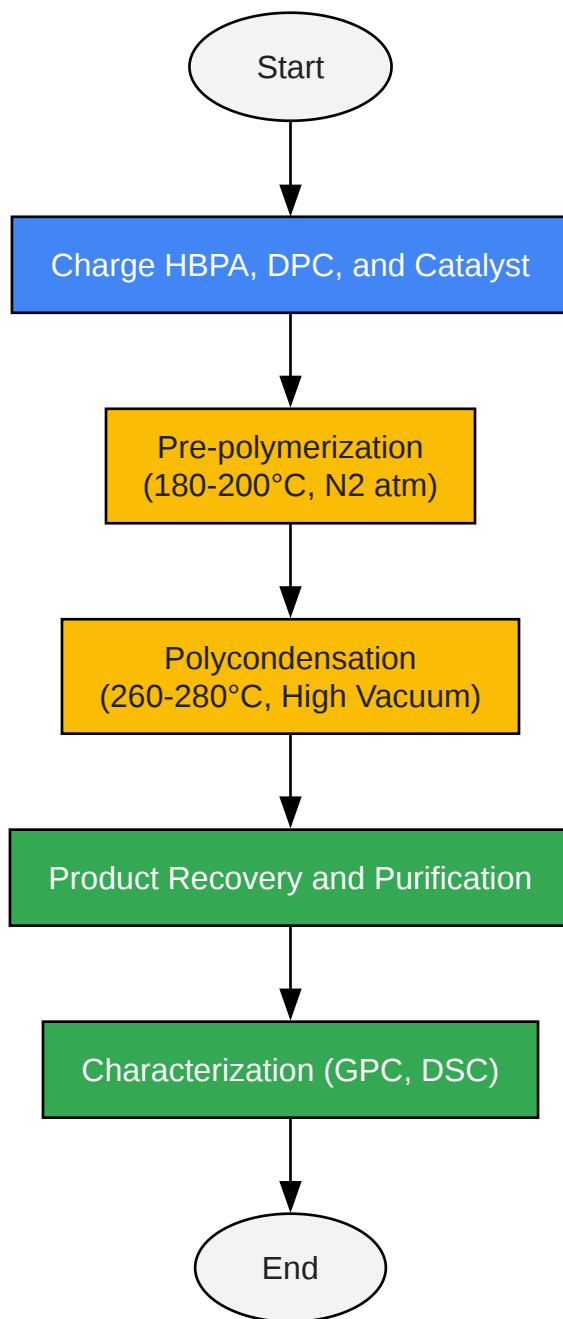 Start
Charge HBPA, DPC, and Catalyst
Pre-polymerization
(180-200°C, N2 atm)
Polycondensation
(260-280°C, High Vacuum)
Product Recovery and Purification
Characterization (GPC, DSC)
End